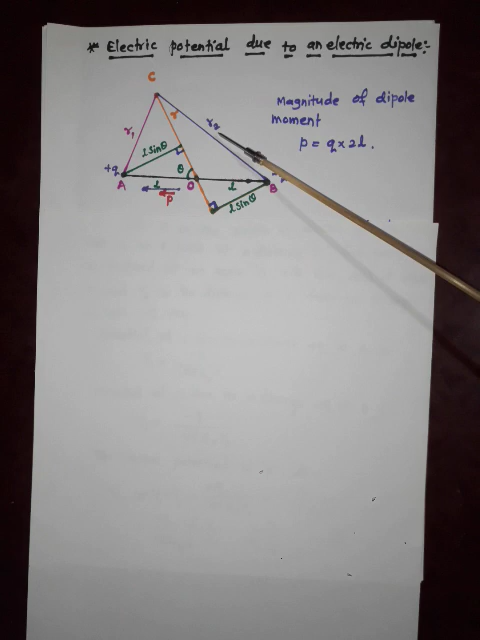 * Electric potential due to an electric dipole:-
C
Magnitude of dipole
moment
p = q × 2l.
r₁
r
r₂
l sinθ
+q
θ
A
l
O
l
B
p
l sinθ